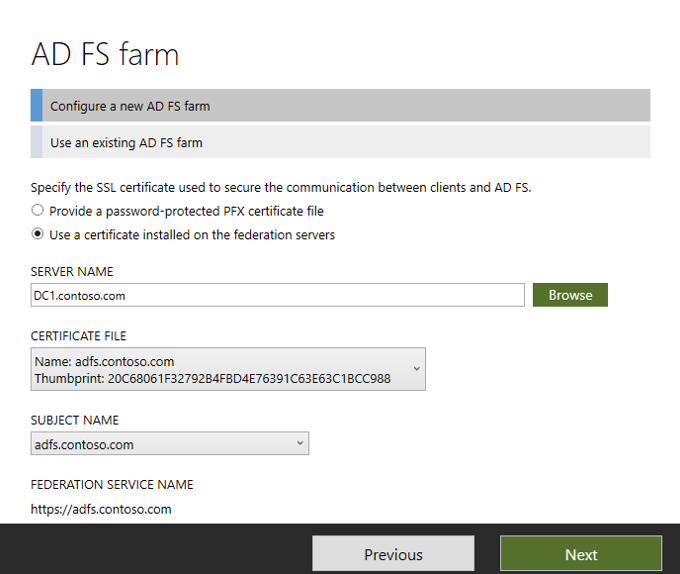 AD FS farm
Configure a new AD FS farm
Use an existing AD FS farm
Specify the SSL certificate used to secure the communication between clients and AD FS.
Provide a password-protected PFX certificate file
Use a certificate installed on the federation servers
SERVER NAME
DC1.contoso.com
Browse
CERTIFICATE FILE
Name: adfs.contoso.com
Thumbprint: 20C68061F32792B4FBD4E76391C63E63C1BCC988
SUBJECT NAME
adfs.contoso.com
FEDERATION SERVICE NAME
https://adfs.contoso.com
Previous
Next